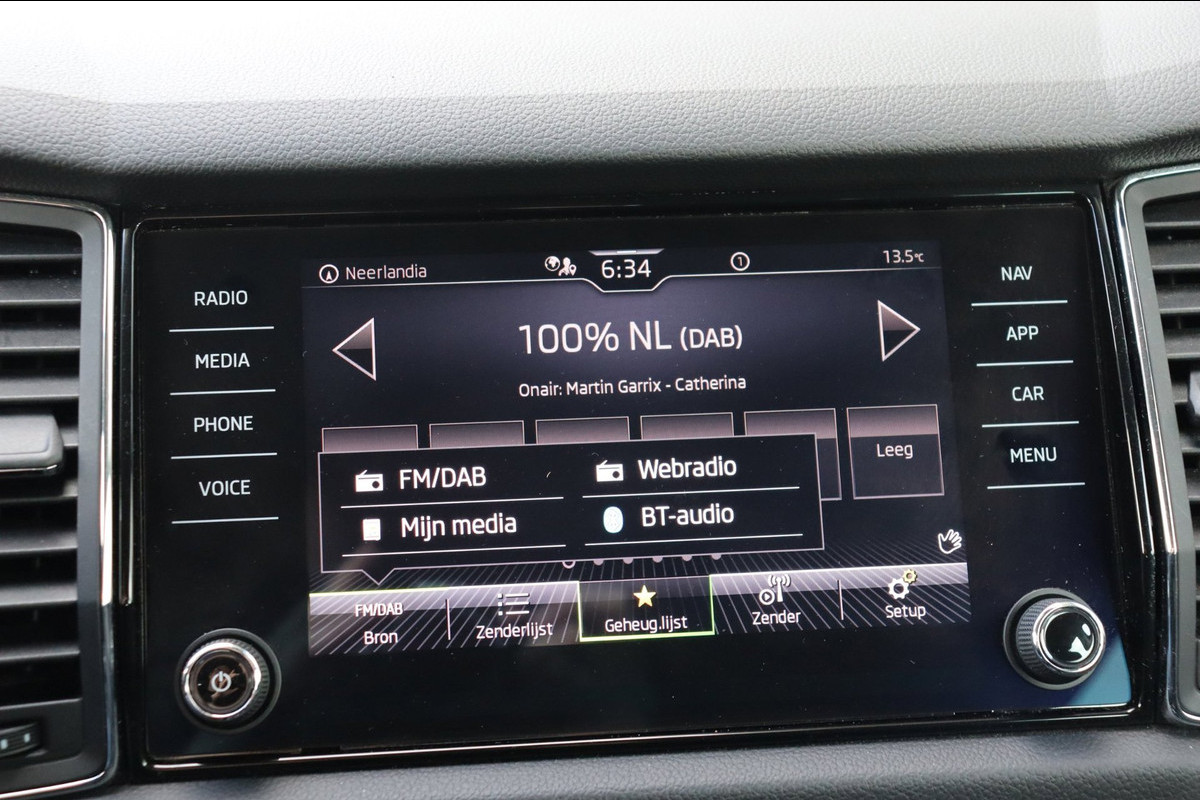 Neerlandia
6:34
1
13.5°C
100% NL (DAB)
Onair: Martin Garrix - Catherina
RADIO
MEDIA
PHONE
VOICE
NAV
APP
CAR
MENU
Leeg
FM/DAB
Webradio
Mijn media
BT-audio
FM/DAB
Bron
Zenderlijst
Geheug.lijst
Zender
Setup